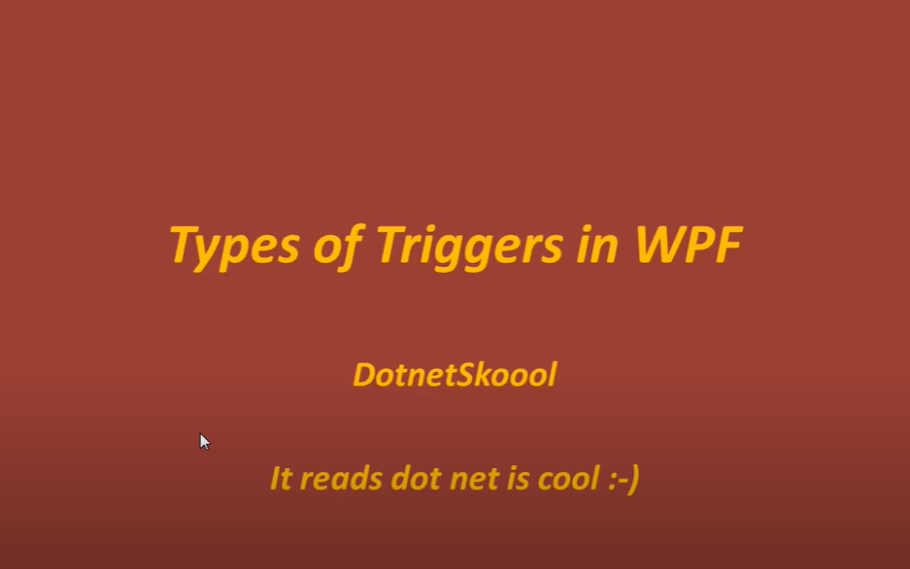 Types of Triggers in WPF
DotnetSkoool
It reads dot net is cool :-)